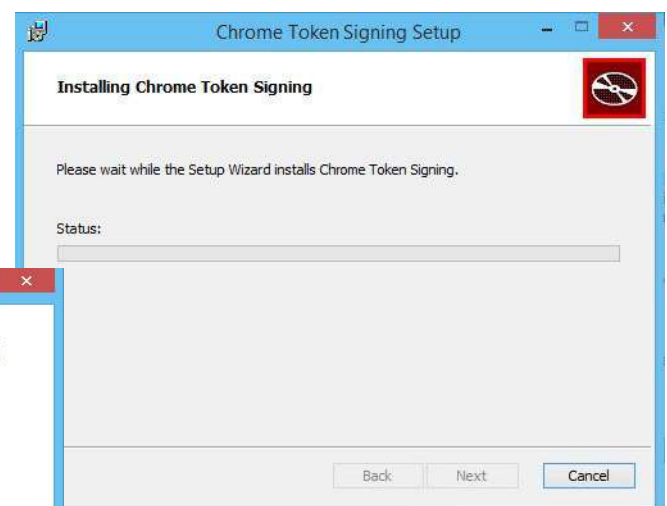 Chrome Token Signing Setup
Installing Chrome Token Signing
Please wait while the Setup Wizard installs Chrome Token Signing.
Status:
Back Next Cancel